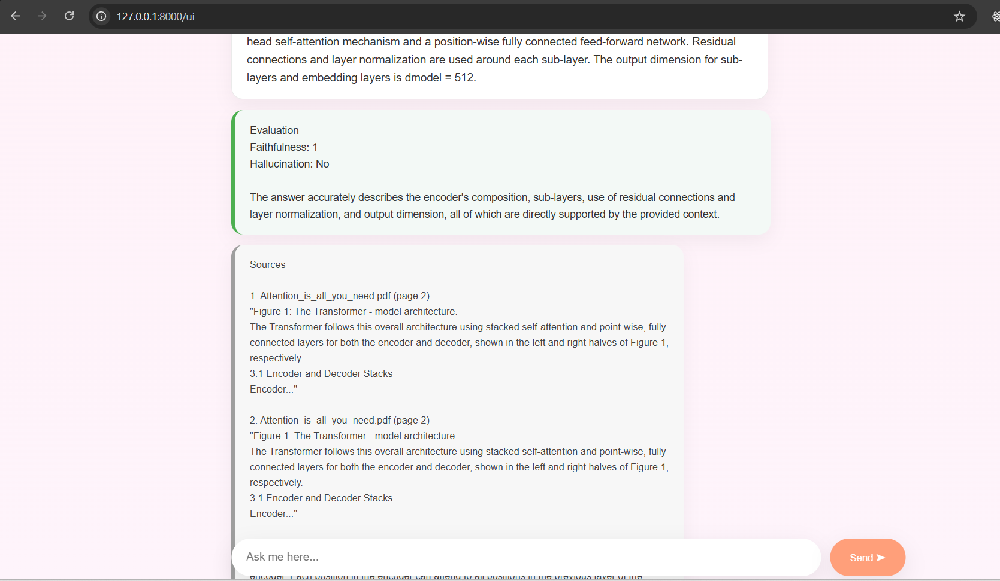 127.0.0.1:8000/ui
head self-attention mechanism and a position-wise fully connected feed-forward network. Residual
connections and layer normalization are used around each sub-layer. The output dimension for sub-
layers and embedding layers is dmodel = 512.
Evaluation
Faithfulness: 1
Hallucination: No
The answer accurately describes the encoder's composition, sub-layers, use of residual connections and
layer normalization, and output dimension, all of which are directly supported by the provided context.
Sources
1. Attention_is_all_you_need.pdf (page 2)
"Figure 1: The Transformer - model architecture.
The Transformer follows this overall architecture using stacked self-attention and point-wise, fully
connected layers for both the encoder and decoder, shown in the left and right halves of Figure 1,
respectively.
3.1 Encoder and Decoder Stacks
Encoder..."
2. Attention_is_all_you_need.pdf (page 2)
"Figure 1: The Transformer - model architecture.
The Transformer follows this overall architecture using stacked self-attention and point-wise, fully
connected layers for both the encoder and decoder, shown in the left and right halves of Figure 1,
respectively.
3.1 Encoder and Decoder Stacks
Encoder..."
Ask me here...
Send ➤
encoder. Each position in the encoder can attend to all positions in the previous layer of the